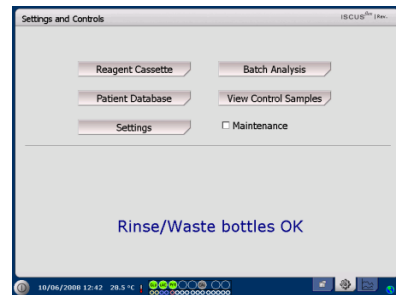 Settings and Controls
ISCUS
Reagent Cassette
Batch Analysis
Patient Database
View Control Samples
Settings
Maintenance
Rinse/Waste bottles OK
10/06/2008 12:42 28.5 °C